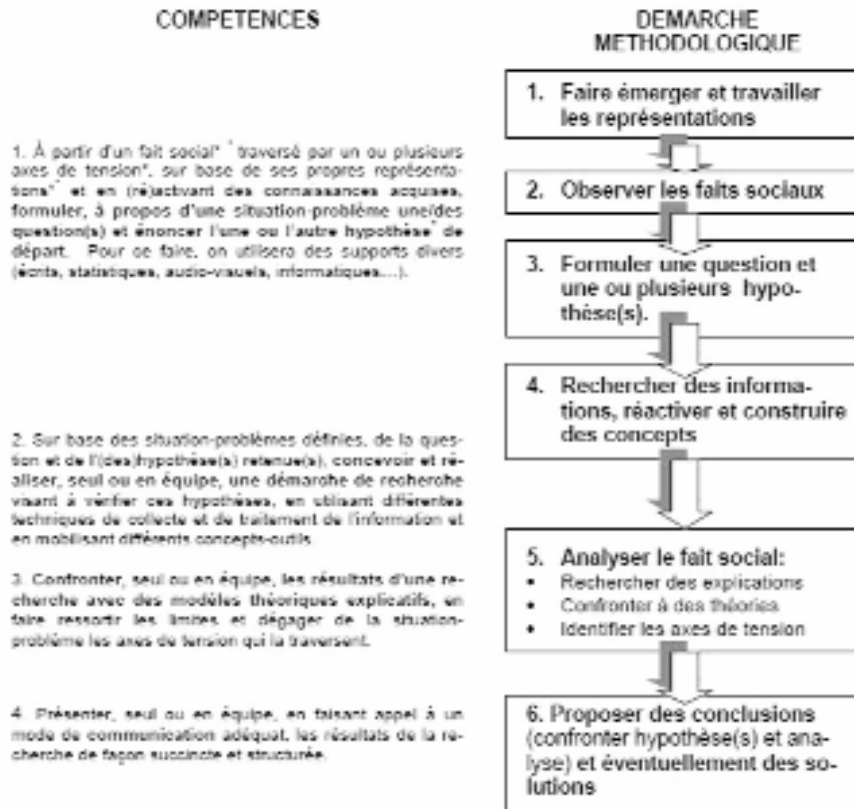 COMPETENCES
1. À partir d'un fait social* traversé par un ou plusieurs
axes de tension*, sur base de ses propres représenta-
tions* et en (ré)activant des connaissances acquises,
formuler, à propos d'une situation-problème une/des
question(s) et énoncer l'une ou l'autre hypothèse* de
départ. Pour ce faire, on utilisera des supports divers
(écrits, statistiques, audio-visuels, informatiques...).
2. Sur base des situation-problèmes définies, de la ques-
tion et de l'(des)hypothèse(s) retenue(s), concevoir et ré-
aliser, seul ou en équipe, une démarche de recherche
visant à vérifier ces hypothèses, en utilisant différentes
techniques de collecte et de traitement de l'information et
en mobilisant différents concepts-outils.
3. Confronter, seul ou en équipe, les résultats d'une re-
cherche avec des modèles théoriques explicatifs, en
faire ressortir les limites et dégager de la situation-
problème les axes de tension qui la traversent.
4. Présenter, seul ou en équipe, en faisant appel à un
mode de communication adéquat, les résultats de la re-
cherche de façon succincte et structurée.
DEMARCHE
METHODOLOGIQUE
1. Faire émerger et travailler
les représentations
2. Observer les faits sociaux
3. Formuler une question et
une ou plusieurs hypo-
thèse(s).
4. Rechercher des informa-
tions, réactiver et construire
des concepts
5. Analyser le fait social:
• Rechercher des explications
• Confronter à des théories
• Identifier les axes de tension
6. Proposer des conclusions
(confronter hypothèse(s) et ana-
lyse) et éventuellement des so-
lutions